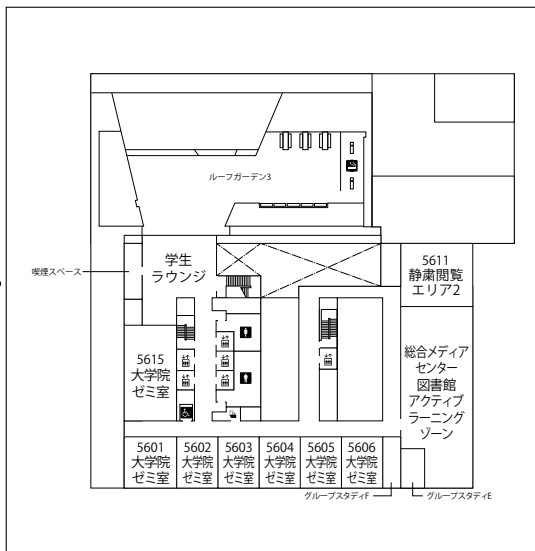 ルーフガーデン3
喫煙スペース
学生
ラウンジ
5611
静粛閲覧
エリア2
5615
大学院
ゼミ室
総合メディア
センター
図書館
アクティブ
ラーニング
ゾーン
5601
大学院
ゼミ室
5602
大学院
ゼミ室
5603
大学院
ゼミ室
5604
大学院
ゼミ室
5605
大学院
ゼミ室
5606
大学院
ゼミ室
グループスタディF
グループスタディE